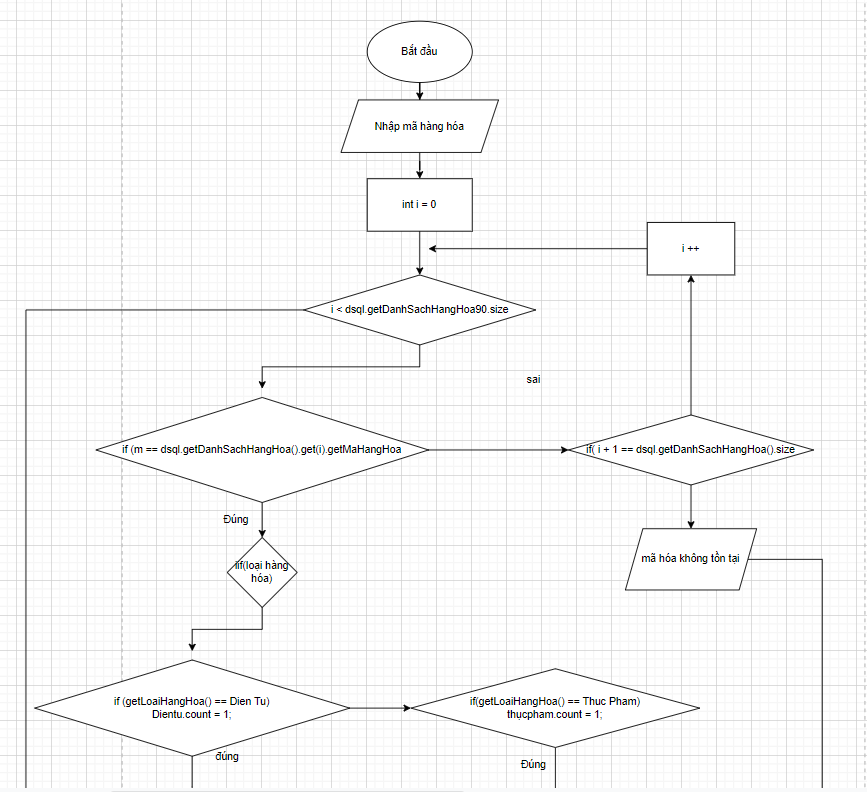 Bắt đầu
Nhập mã hàng hóa
int i = 0
i ++
i < dsql.getDanhSachHangHoa90.size
sai
if (m == dsql.getDanhSachHangHoa().get(i).getMaHangHoa
if( i + 1 == dsql.getDanhSachHangHoa().size
Đúng
iif(loại hàng
hóa)
mã hóa không tồn tại
if (getLoaiHangHoa() == Dien Tu)
Dientu.count = 1;
if(getLoaiHangHoa() == Thuc Pham)
thụcpham.count = 1;
đúng
Đúng